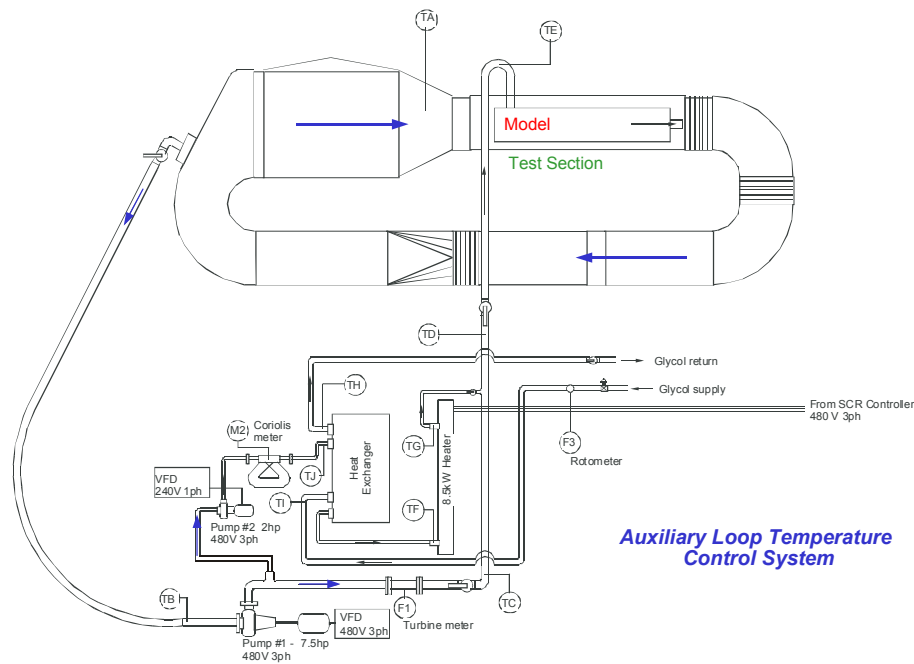 TA
TE
Model
Test Section
TD
Glycol return
TH
Glycol supply
From SCR Controller
480 V 3ph
M2
Coriolis
meter
TG
F3
Rotometer
Heat
Exchanger
8.5kW Heater
TJ
VFD
240V 1ph
TI
TF
Pump #2 2hp
480V 3ph
Auxiliary Loop Temperature
Control System
TB
F1
TC
Turbine meter
VFD
480V 3ph
Pump #1 - 7.5hp
480V 3ph